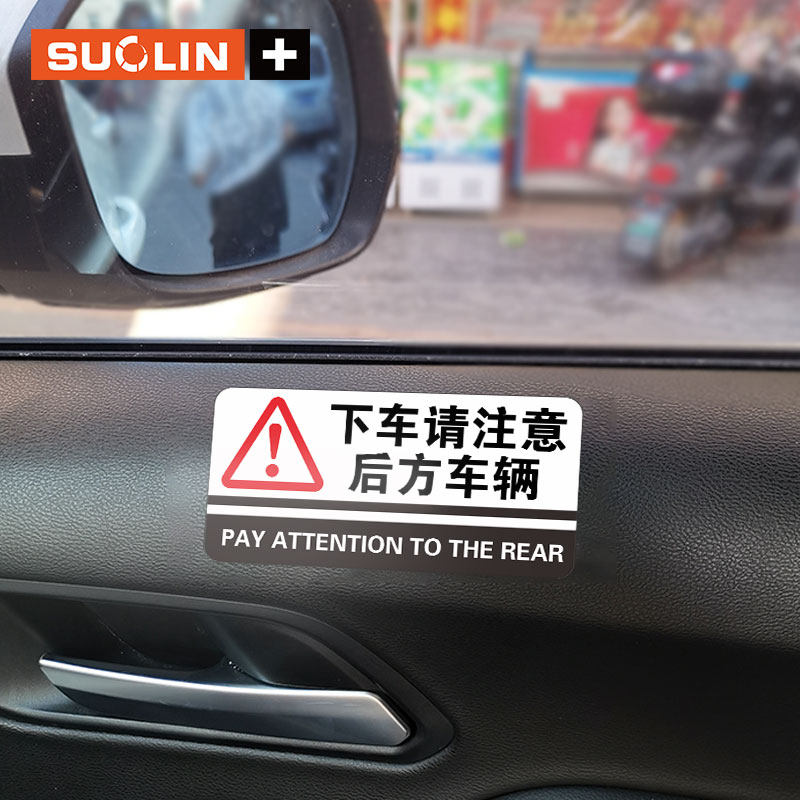 SUOLIN +
下车请注意
后方车辆
PAY ATTENTION TO THE REAR